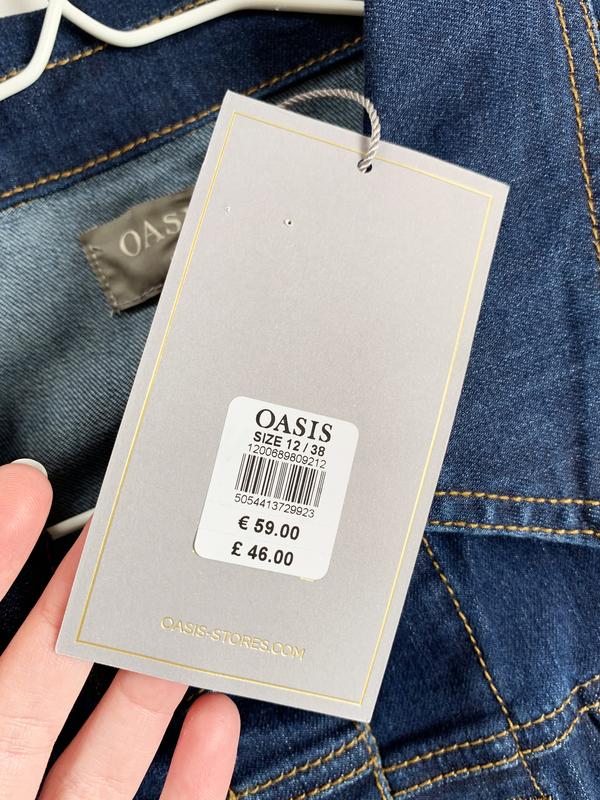 OAS
OASIS
SIZE 12 / 38
1200689809212
5054413729923
€ 59.00
£ 46.00
OASIS-STORES.COM